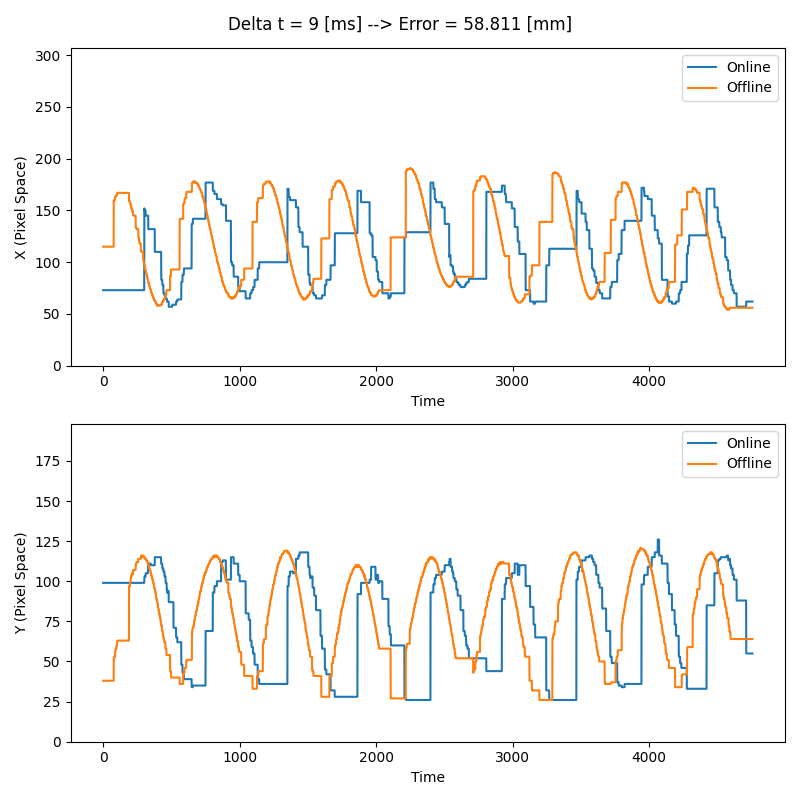 Delta t = 9 [ms] --> Error = 58.811 [mm]
300
250
200
150
100
50
0
X (Pixel Space)
Online
Offline
0 1000 2000 3000 4000
Time
175
150
125
100
75
50
25
0
Y (Pixel Space)
Online
Offline
0 1000 2000 3000 4000
Time